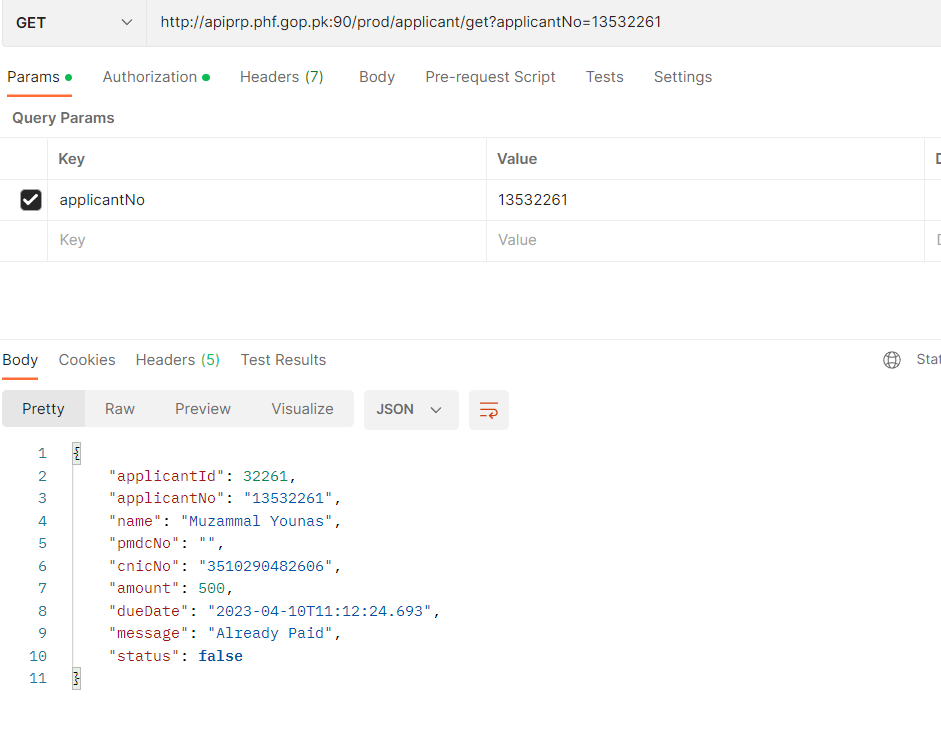 GET http://apiprp.phf.gop.pk:90/prod/applicant/get?applicantNo=13532261
Params Authorization Headers (7) Body Pre-request Script Tests Settings
Query Params
Key Value
applicantNo 13532261
Key Value
Body Cookies Headers (5) Test Results
Pretty Raw Preview Visualize JSON
1 {
2 "applicantId": 32261,
3 "applicantNo": "13532261",
4 "name": "Muzammal Younas",
5 "pmdcNo": "",
6 "cnicNo": "3510290482606",
7 "amount": 500,
8 "dueDate": "2023-04-10T11:12:24.693",
9 "message": "Already Paid",
10 "status": false
11 }